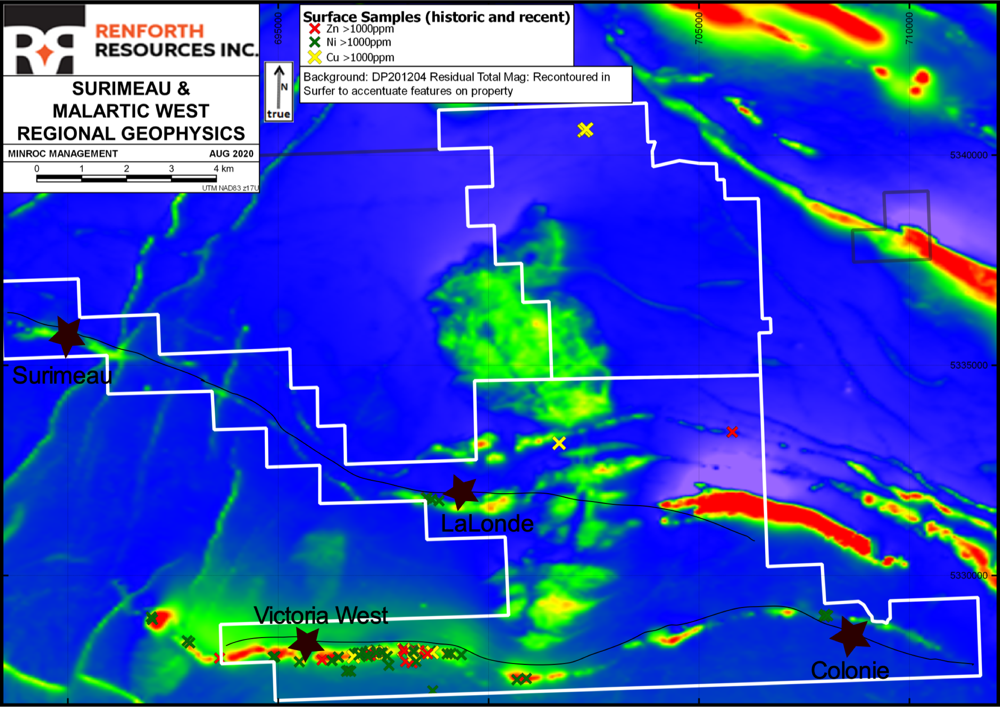 RENFORTH
RESOURCES INC.
SURIMEAU &
MALARTIC WEST
REGIONAL GEOPHYSICS
MINROC MANAGEMENT AUG 2020
0 1 2 3 4 km
UTM NAD83 z17U
695000
N
true
Surface Samples (historic and recent)
Zn >1000ppm
Ni >1000ppm
Cu >1000ppm
Background: DP201204 Residual Total Mag: Recontoured in
Surfer to accentuate features on property
705000
710000
5340000
5335000
Surimeau
LaLonde
5330000
Victoria West
Colonie